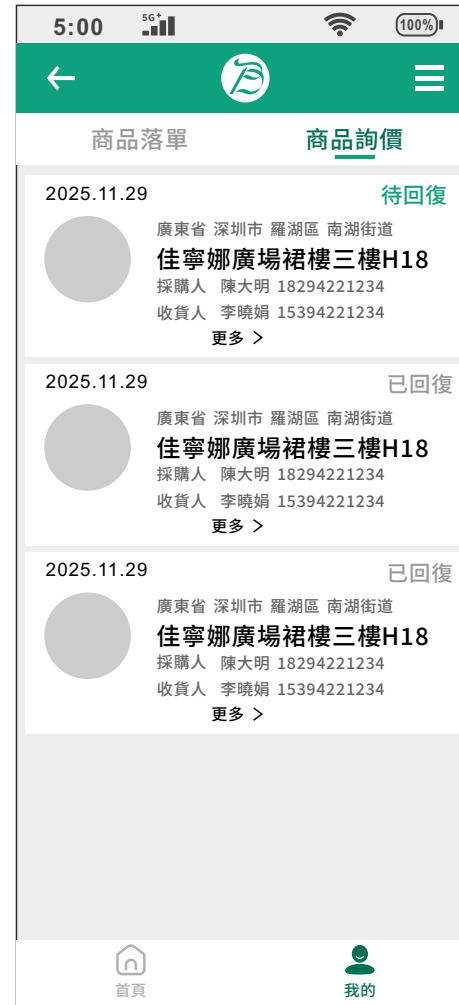 5:00 5G+ 100%
商品落單 商品詢價
2025.11.29 待回復
廣東省 深圳市 羅湖區 南湖街道
佳寧娜廣場裙樓三樓H18
採購人 陳大明 18294221234
收貨人 李曉娟 15394221234
更多 >
2025.11.29 已回復
廣東省 深圳市 羅湖區 南湖街道
佳寧娜廣場裙樓三樓H18
採購人 陳大明 18294221234
收貨人 李曉娟 15394221234
更多 >
2025.11.29 已回復
廣東省 深圳市 羅湖區 南湖街道
佳寧娜廣場裙樓三樓H18
採購人 陳大明 18294221234
收貨人 李曉娟 15394221234
更多 >
首頁 我的